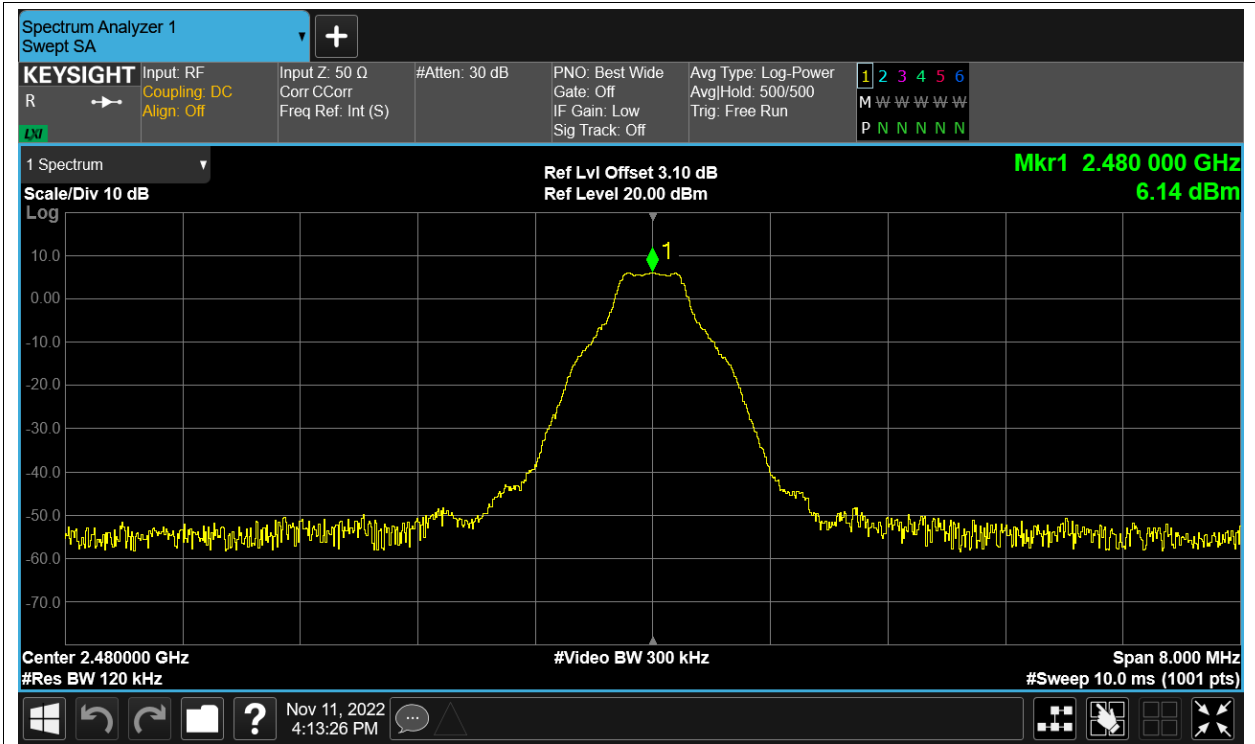 Spectrum Analyzer 1
Swept SA
+
KEYSIGHT
R
LXI
Input: RF
Coupling: DC
Align: Off
Input Z: 50 Ω
Corr CCorr
Freq Ref: Int (S)
#Atten: 30 dB
PNO: Best Wide
Gate: Off
IF Gain: Low
Sig Track: Off
Avg Type: Log-Power
Avg|Hold: 500/500
Trig: Free Run
1 2 3 4 5 6
M W W W W W
P N N N N N
1 Spectrum
Scale/Div 10 dB
Log
Ref Lvl Offset 3.10 dB
Ref Level 20.00 dBm
Mkr1 2.480 000 GHz
6.14 dBm
1
10.0
0.00
-10.0
-20.0
-30.0
-40.0
-50.0
-60.0
-70.0
Center 2.480000 GHz
#Res BW 120 kHz
#Video BW 300 kHz
Span 8.000 MHz
#Sweep 10.0 ms (1001 pts)
?
Nov 11, 2022
4:13:26 PM